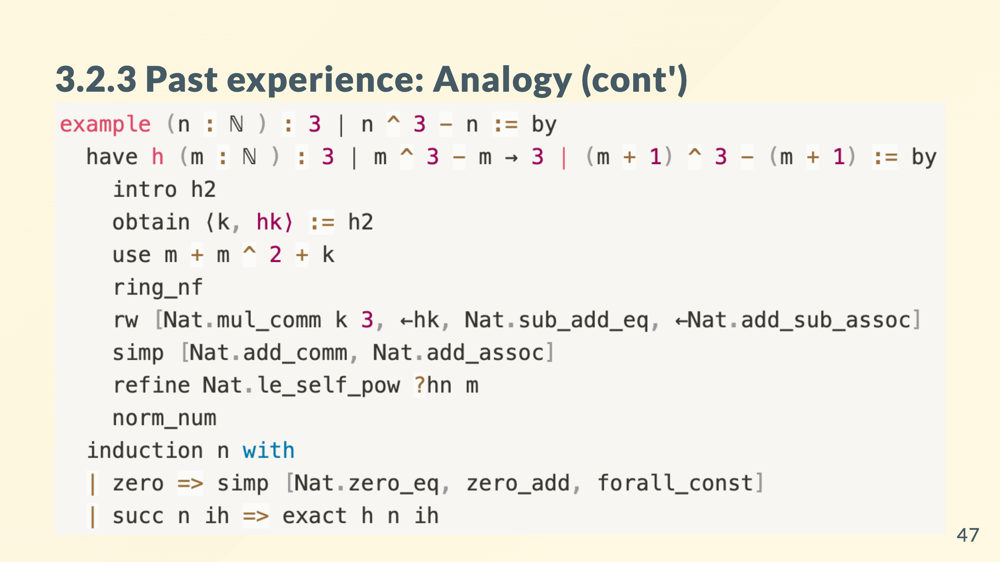 3.2.3 Past experience: Analogy (cont')
example (n : ℕ ) : 3 | n ^ 3 - n := by
  have h (m : ℕ ) : 3 | m ^ 3 - m → 3 | (m + 1) ^ 3 - (m + 1) := by
    intro h2
    obtain ⟨k, hk⟩ := h2
    use m + m ^ 2 + k
    ring_nf
    rw [Nat.mul_comm k 3, ←hk, Nat.sub_add_eq, ←Nat.add_sub_assoc]
    simp [Nat.add_comm, Nat.add_assoc]
    refine Nat.le_self_pow ?hn m
    norm_num
  induction n with
  | zero => simp [Nat.zero_eq, zero_add, forall_const]
  | succ n ih => exact h n ih
47